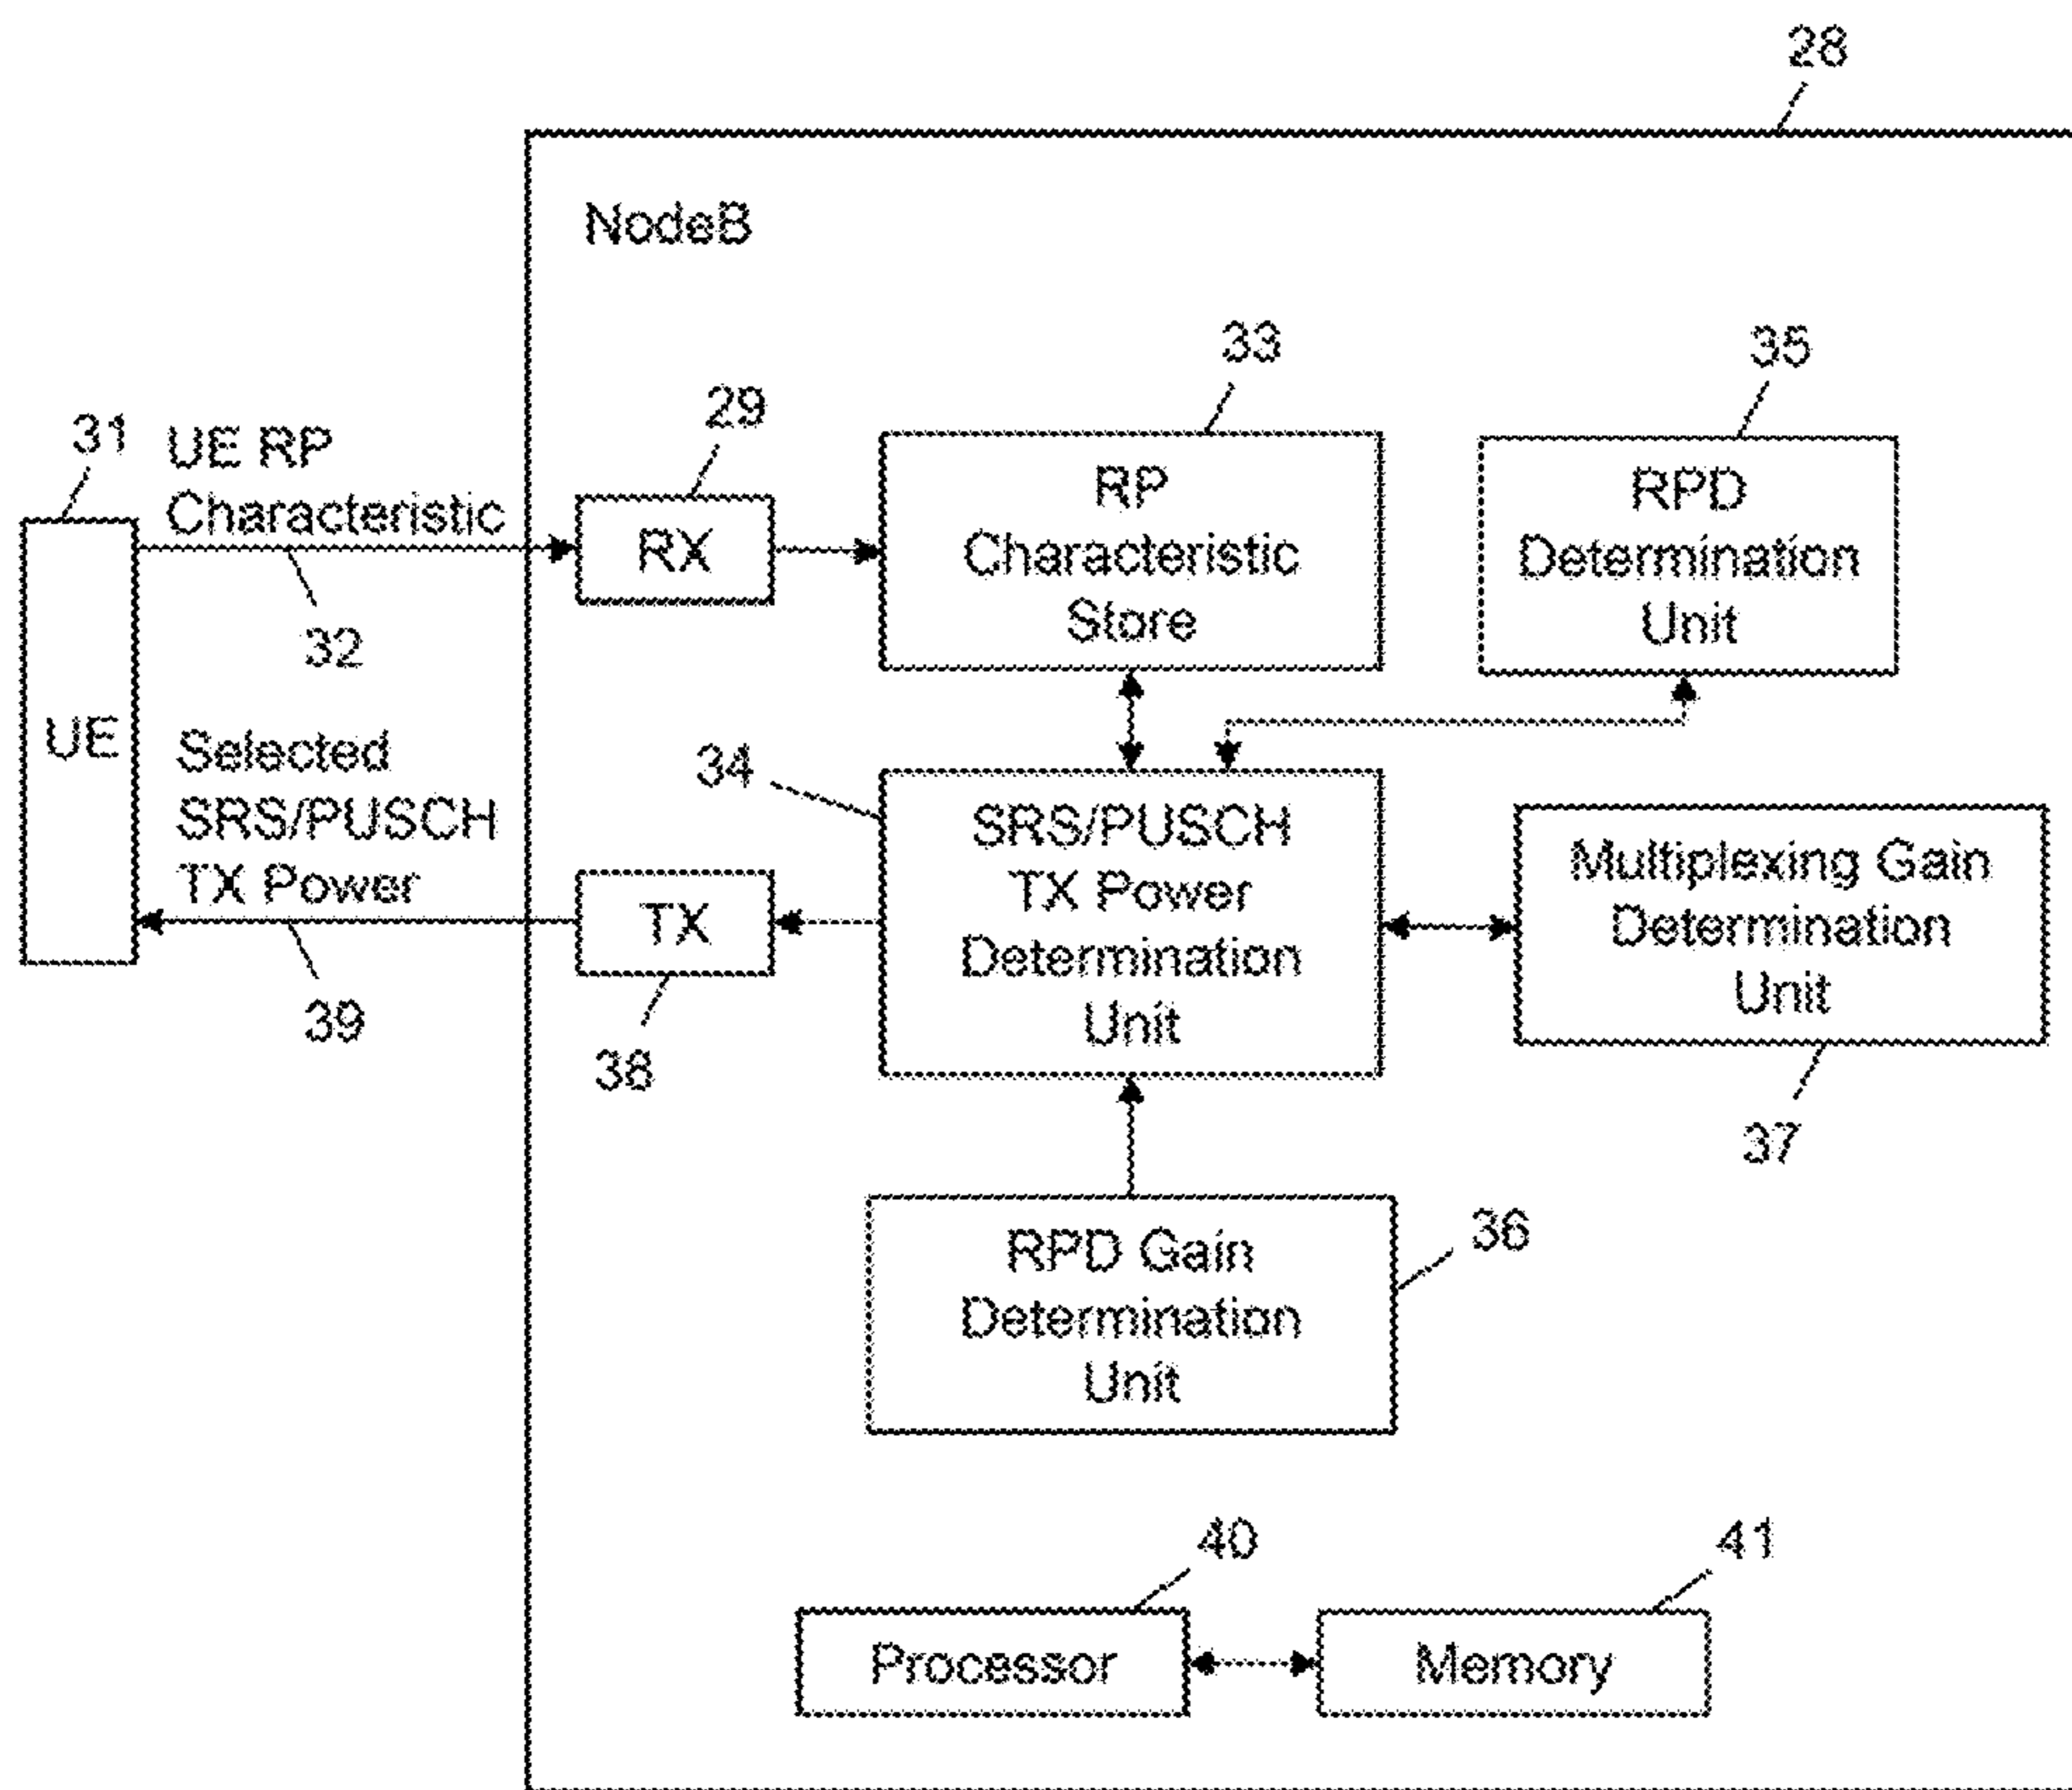 28
NodeB
33
35
29
31
UE RP
Characteristic
RX
RP
Characteristic
Store
RPD
Determination
Unit
32
UE
Selected
SRS/PUSCH
TX Power
34
SRS/PUSCH
TX Power
Determination
Unit
Multiplexing Gain
Determination
Unit
TX
39
38
37
RPD Gain
Determination
Unit
36
40
41
Processor
Memory